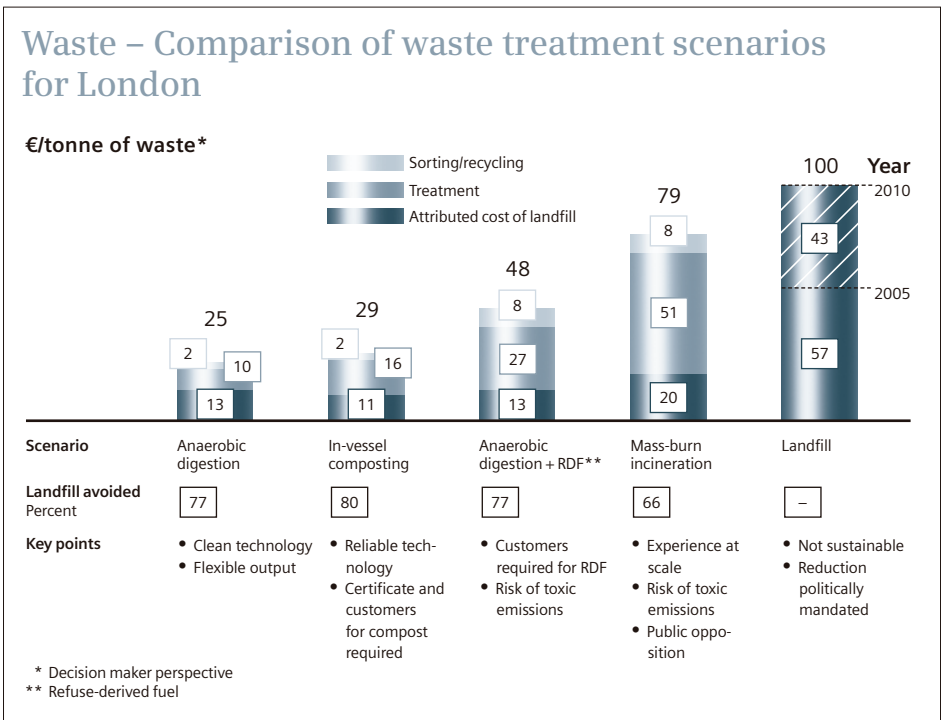 Waste – Comparison of waste treatment scenarios
for London
€/tonne of waste*
Sorting/recycling
Treatment
Attributed cost of landfill
100 Year
2010
79
8
43
48
2005
8
25
29
51
2
10
2
16
27
57
13
11
13
20
Scenario
Anaerobic
digestion
In-vessel
composting
Anaerobic
digestion + RDF**
Mass-burn
incineration
Landfill
Landfill avoided
Percent
77
80
77
66
–
Key points
• Clean technology
• Flexible output
• Reliable tech-
nology
• Certificate and
customers
for compost
required
• Customers
required for RDF
• Risk of toxic
emissions
• Experience at
scale
• Risk of toxic
emissions
• Public oppo-
sition
• Not sustainable
• Reduction
politically
mandated
* Decision maker perspective
** Refuse-derived fuel